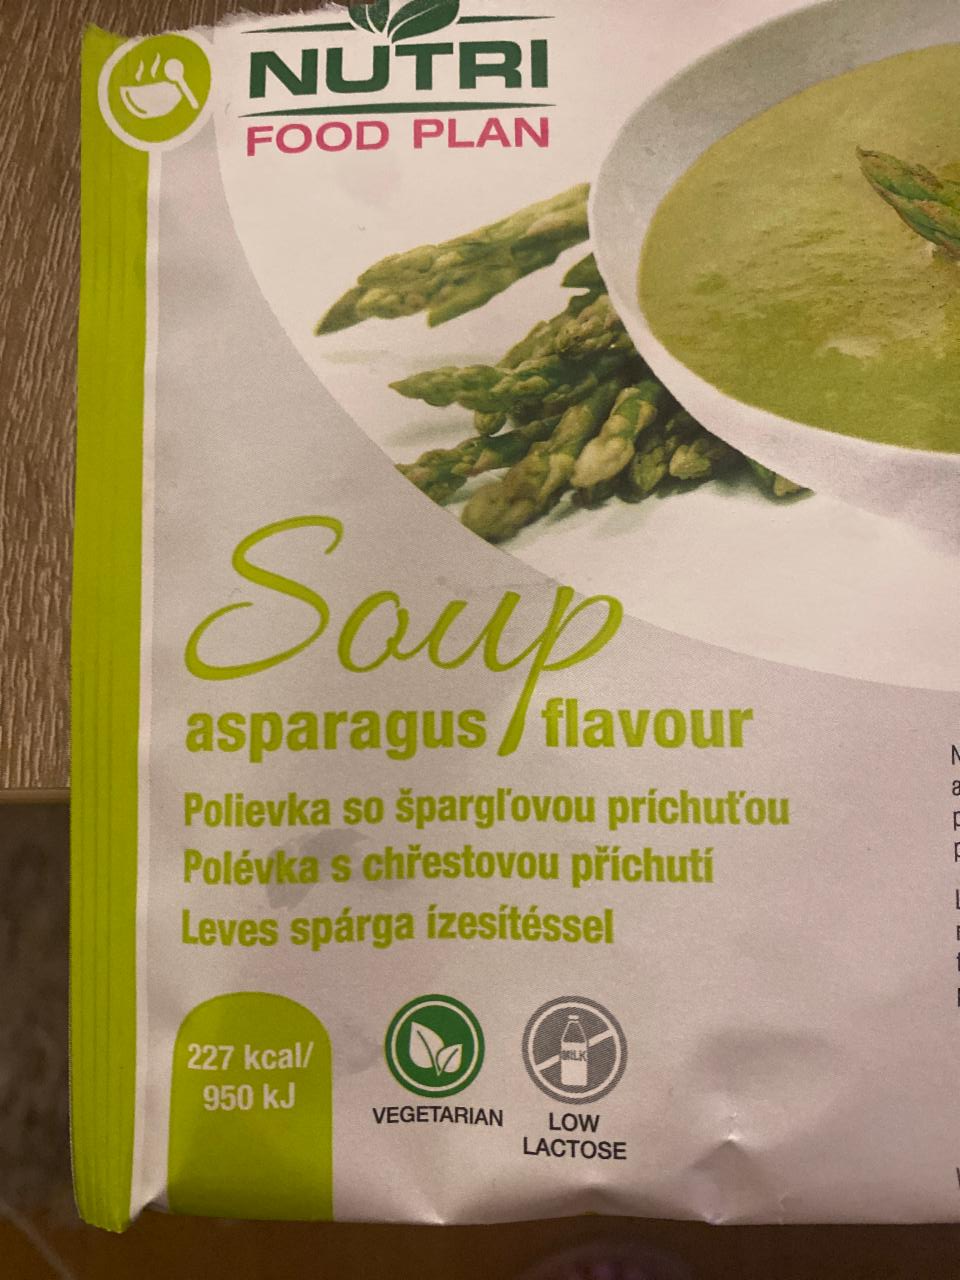 NUTRI
FOOD PLAN
Soup
asparagus flavour
Polievka so špargľovou príchuťou
Polévka s chřestovou příchutí
Leves spárga ízesítéssel
227 kcal/
950 kJ
MILK
VEGETARIAN
LOW
LACTOSE